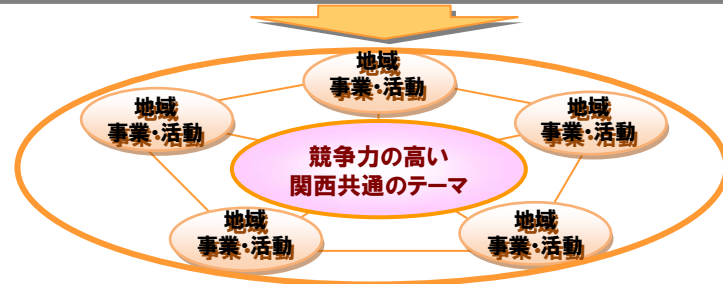 地域
事業・活動
地域
事業・活動
地域
事業・活動
競争力の高い
関西共通のテーマ
地域
事業・活動
地域
事業・活動